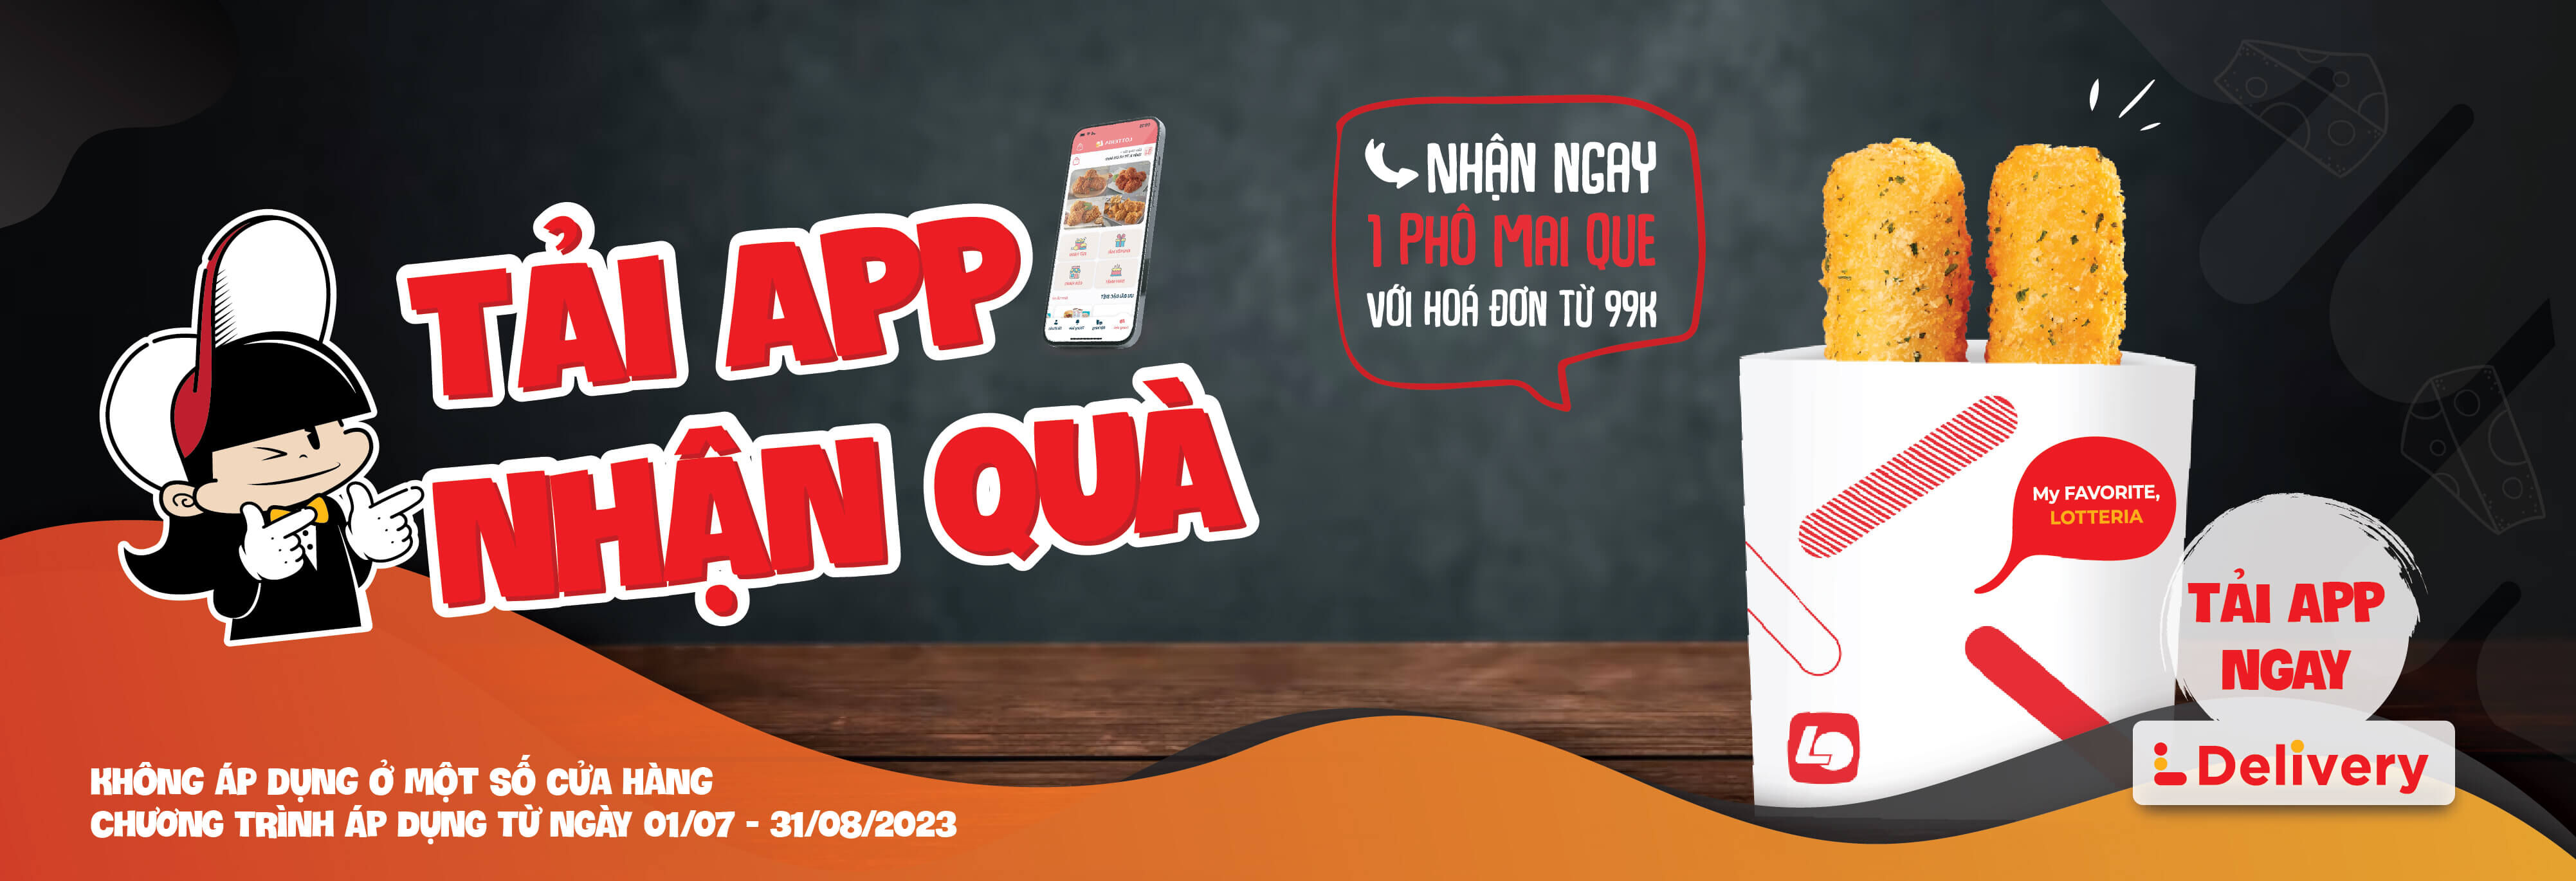 TẢI APP
NHẬN QUÀ
NHẬN NGAY
1 PHÔ MAI QUE
VỚI HOÁ ĐƠN TỪ 99K
My FAVORITE,
LOTTERIA
TẢI APP
NGAY
L Delivery
KHÔNG ÁP DỤNG Ở MỘT SỐ CỬA HÀNG
CHƯƠNG TRÌNH ÁP DỤNG TỪ NGÀY 01/07 - 31/08/2023